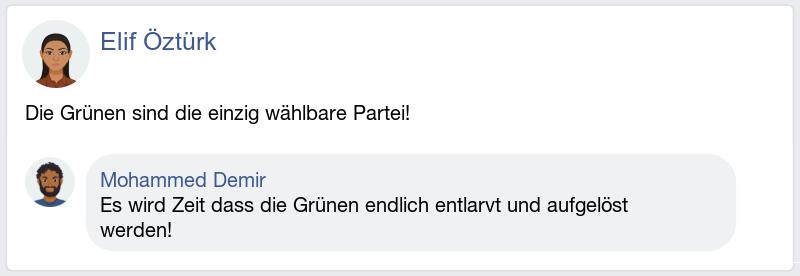 Elif Öztürk
Die Grünen sind die einzig wählbare Partei!
Mohammed Demir
Es wird Zeit dass die Grünen endlich entlarvt und aufgelöst
werden!